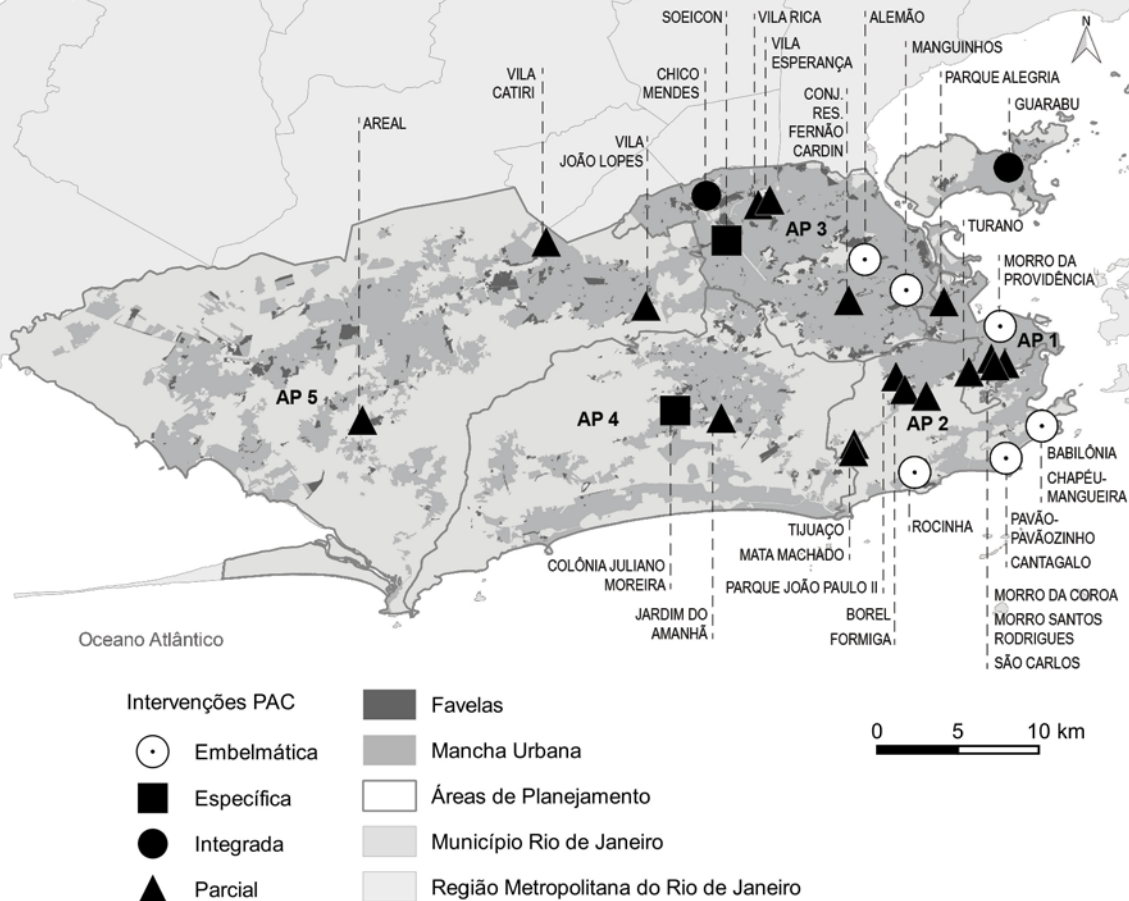 SOEICON
VILA RICA
ALEMÃO
N
VILA
ESPERANÇA
MANGUINHOS
VILA
CATIRI
CHICO
MENDES
PARQUE ALEGRIA
CONJ.
RES.
FERNÃO
CARDIN
GUARABU
AREAL
VILA
JOÃO LOPES
AP 3
TURANO
MORRO DA
PROVIDÊNCIA
AP 1
AP 5
AP 4
AP 2
BABILÔNIA
CHAPÉU-
MANGUEIRA
TIJUAÇO
MATA MACHADO
ROCINHA
PAVÃO-
PAVÃOZINHO
CANTAGALO
COLÔNIA JULIANO
MOREIRA
PARQUE JOÃO PAULO II
JARDIM DO
AMANHÃ
BOREL
FORMIGA
MORRO DA COROA
MORRO SANTOS
RODRIGUES
SÃO CARLOS
Oceano Atlântico
Intervenções PAC
Embelmática
Específica
Integrada
Parcial
Favelas
Mancha Urbana
Áreas de Planejamento
Município Rio de Janeiro
Região Metropolitana do Rio de Janeiro
0 5 10 km